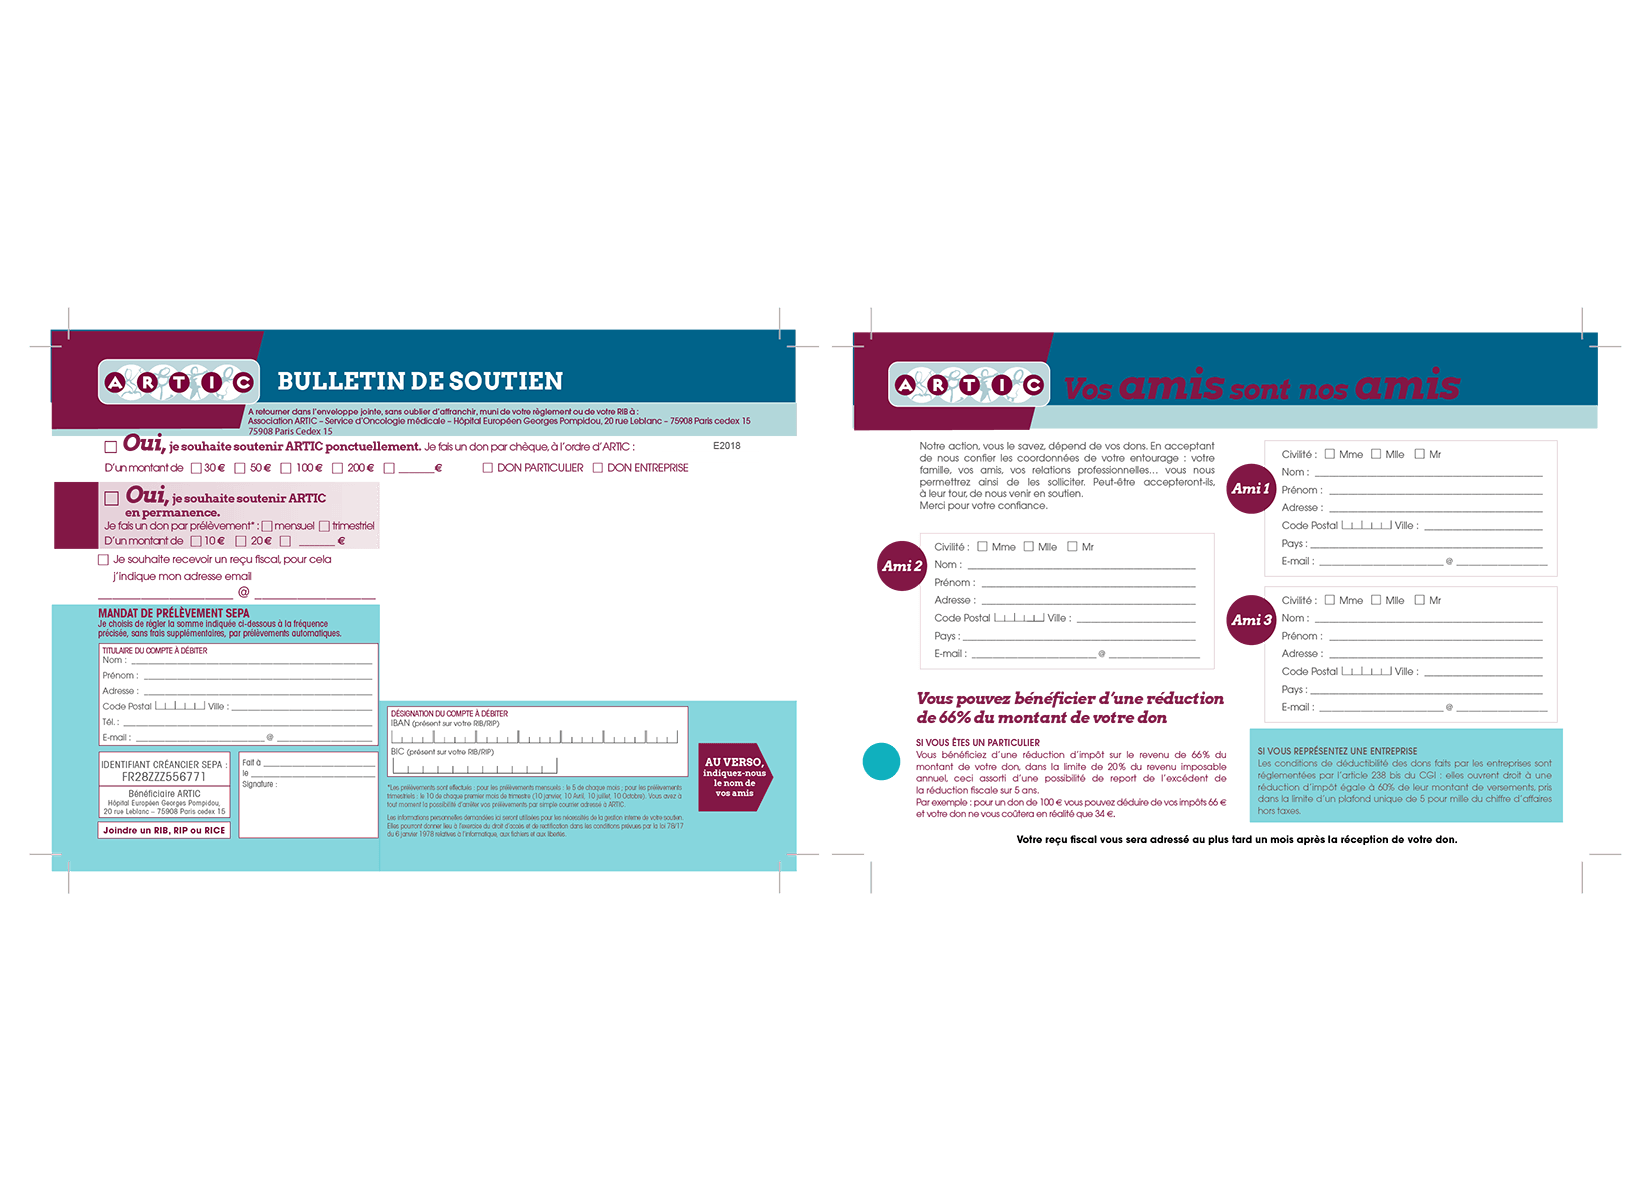 ARTIC
BULLETIN DE SOUTIEN
A retourner dans l'enveloppe jointe, sans oublier d'affranchir, muni de votre règlement ou de votre RIB à :
Association ARTIC – Service d'Oncologie médicale – Hôpital Européen Georges Pompidou, 20 rue Leblanc – 75908 Paris cedex 15
75908 Paris Cedex 15
Oui, je souhaite soutenir ARTIC ponctuellement. Je fais un don par chèque, à l'ordre d'ARTIC :
E2018
D'un montant de 30 € 50 € 100 € 200 € ______€ DON PARTICULIER DON ENTREPRISE
Oui, je souhaite soutenir ARTIC
en permanence.
Je fais un don par prélèvement* : mensuel trimestriel
D'un montant de 10 € 20 € ______ €
Je souhaite recevoir un reçu fiscal, pour cela
j'indique mon adresse email
____________________ @ ____________________
MANDAT DE PRÉLÈVEMENT SEPA
Je choisis de régler la somme indiquée ci-dessous à la fréquence
précisée, sans frais supplémentaires, par prélèvements automatiques.
TITULAIRE DU COMPTE À DÉBITER
Nom :
Prénom :
Adresse :
Code Postal Ville :
Tél. :
E-mail : @
IDENTIFIANT CRÉANCIER SEPA :
FR28ZZZ556771
Bénéficiaire ARTIC
Hôpital Européen Georges Pompidou,
20 rue Leblanc – 75908 Paris cedex 15
Joindre un RIB, RIP ou RICE
Fait à
le
Signature :
DÉSIGNATION DU COMPTE À DÉBITER
IBAN (présent sur votre RIB/RIP)
BIC (présent sur votre RIB/RIP)
*Les prélèvements sont effectués : pour les prélèvements mensuels : le 5 de chaque mois ; pour les prélèvements
trimestriels : le 10 de chaque premier mois de trimestre (10 janvier, 10 Avril, 10 juillet, 10 Octobre). Vous avez à
tout moment la possibilité d'arrêter vos prélèvements par simple courrier adressé à ARTIC.
Les informations personnelles demandées ici seront utilisées pour les nécessités de la gestion interne de votre soutien.
Elles pourront donner lieu à l'exercice du droit d'accès et de rectification dans les conditions prévues par la loi 78/17
du 6 janvier 1978 relatives à l'informatique, aux fichiers et aux libertés.
AU VERSO,
indiquez-nous
le nom de
vos amis
ARTIC
Vos amis sont nos amis
Notre action, vous le savez, dépend de vos dons. En acceptant
de nous confier les coordonnées de votre entourage : votre
famille, vos amis, vos relations professionnelles... vous nous
permettrez ainsi de les solliciter. Peut-être accepteront-ils,
à leur tour, de nous venir en soutien.
Merci pour votre confiance.
Ami 1
Civilité : Mme Mlle Mr
Nom :
Prénom :
Adresse :
Code Postal Ville :
Pays :
E-mail : @
Ami 2
Civilité : Mme Mlle Mr
Nom :
Prénom :
Adresse :
Code Postal Ville :
Pays :
E-mail : @
Ami 3
Civilité : Mme Mlle Mr
Nom :
Prénom :
Adresse :
Code Postal Ville :
Pays :
E-mail : @
Vous pouvez bénéficier d'une réduction
de 66% du montant de votre don
SI VOUS ÊTES UN PARTICULIER
Vous bénéficiez d'une réduction d'impôt sur le revenu de 66% du
montant de votre don, dans la limite de 20% du revenu imposable
annuel, ceci assorti d'une possibilité de report de l'excédent de
la réduction fiscale sur 5 ans.
Par exemple : pour un don de 100 € vous pouvez déduire de vos impôts 66 €
et votre don ne vous coûtera en réalité que 34 €.
SI VOUS REPRÉSENTEZ UNE ENTREPRISE
Les conditions de déductibilité des dons faits par les entreprises sont
réglementées par l'article 238 bis du CGI : elles ouvrent droit à une
réduction d'impôt égale à 60% de leur montant de versements, pris
dans la limite d'un plafond unique de 5 pour mille du chiffre d'affaires
hors taxes.
Votre reçu fiscal vous sera adressé au plus tard un mois après la réception de votre don.